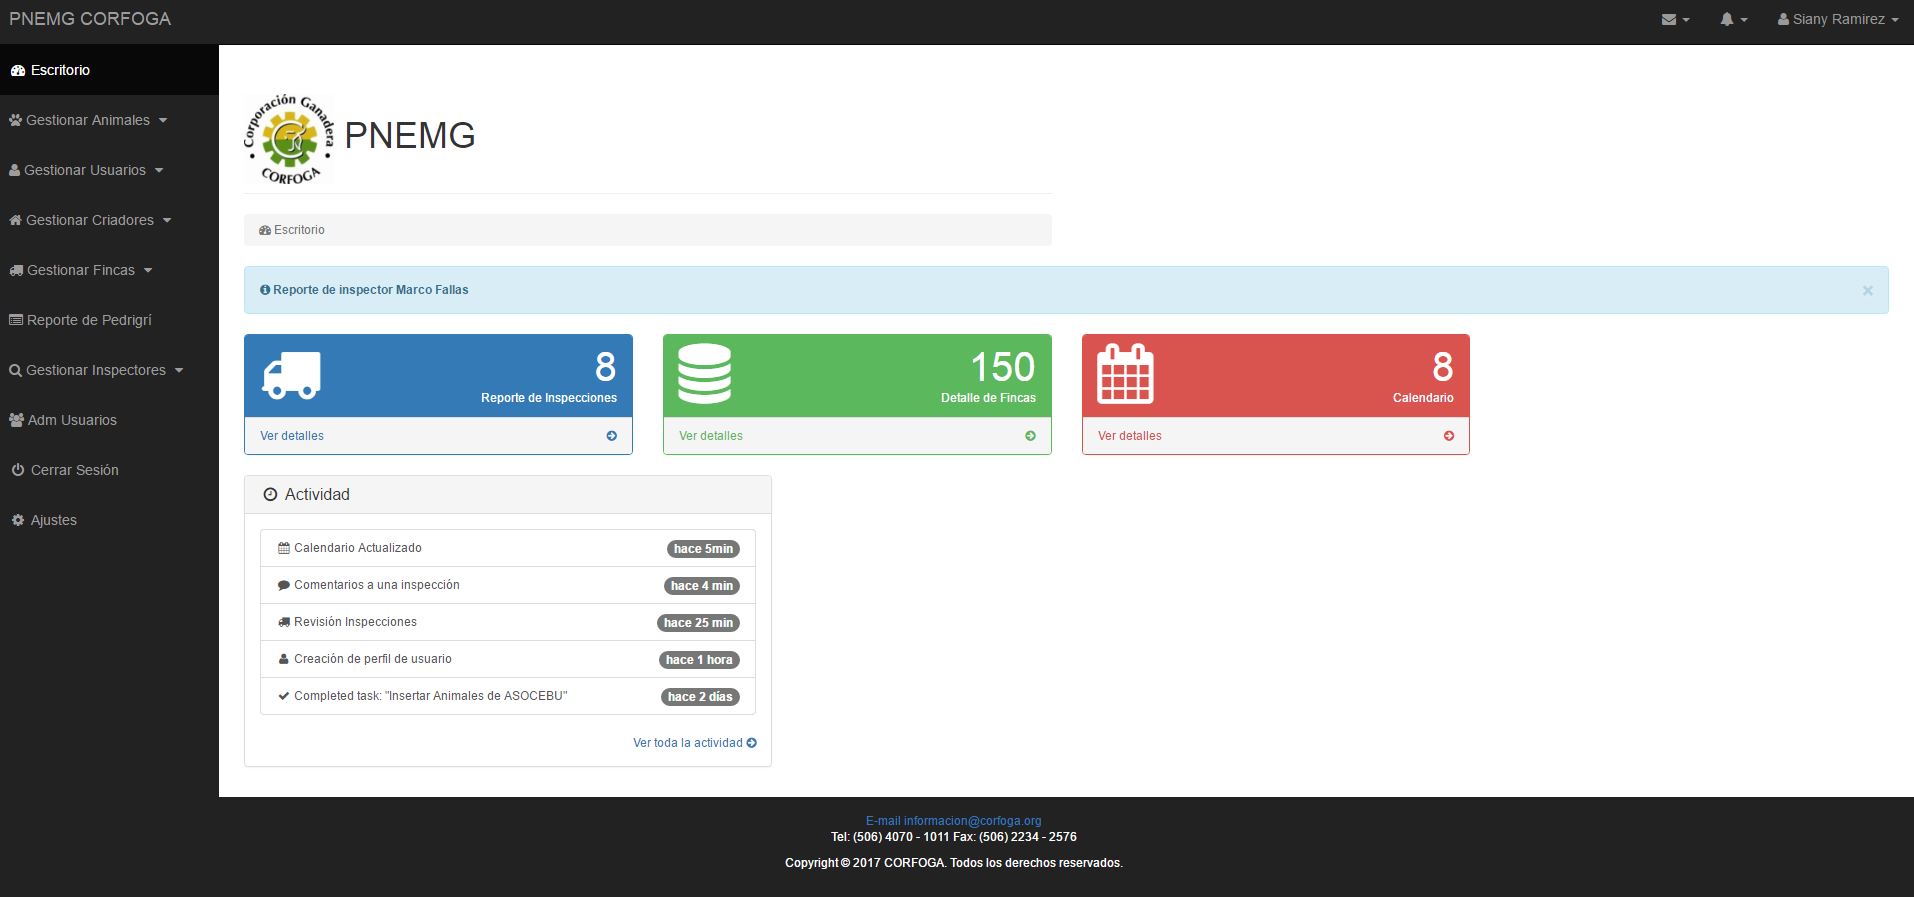 PNEMG CORFOGA
Siany Ramirez
Escritorio
Gestionar Animales
Gestionar Usuarios
Gestionar Criadores
Gestionar Fincas
Reporte de Pedrigrí
Gestionar Inspectores
Adm Usuarios
Cerrar Sesión
Ajustes
Corporación Ganadera
CORFOGA
PNEMG
Escritorio
Reporte de inspector Marco Fallas
×
8
Reporte de Inspecciones
Ver detalles
150
Detalle de Fincas
Ver detalles
8
Calendario
Ver detalles
Actividad
Calendario Actualizado hace 5min
Comentarios a una inspección hace 4 min
Revisión Inspecciones hace 25 min
Creación de perfil de usuario hace 1 hora
Completed task: "Insertar Animales de ASOCEBU" hace 2 días
Ver toda la actividad
E-mail informacion@corfoga.org
Tel: (506) 4070 - 1011 Fax: (506) 2234 - 2576
Copyright © 2017 CORFOGA. Todos los derechos reservados.